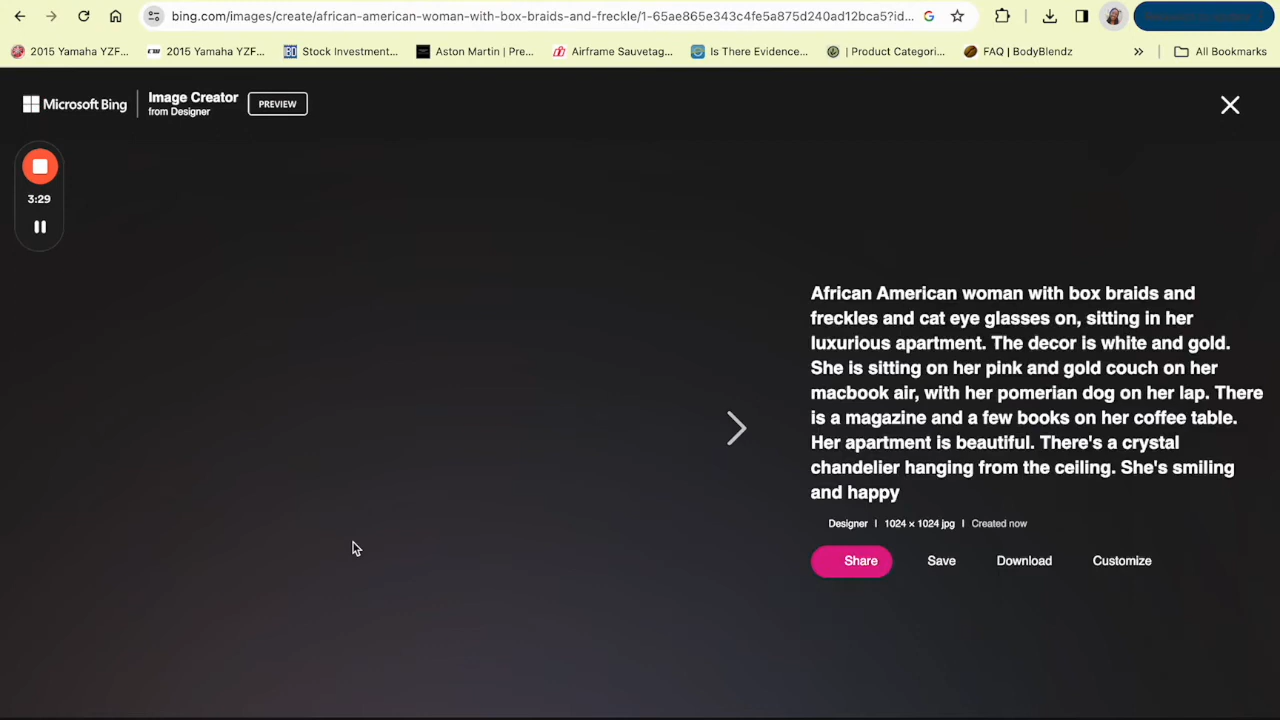 bing.com/images/create/african-american-woman-with-box-braids-and-freckle/1-65ae865e343c4fe5a875d240ad12bca5?id...
2015 Yamaha YZF... 2015 Yamaha YZF... Stock Investment... Aston Martin | Pre... Airframe Sauvetag... Is There Evidence... | Product Categori... FAQ | BodyBlendz » All Bookmarks
Microsoft Bing Image Creator PREVIEW
from Designer
3:29
African American woman with box braids and
freckles and cat eye glasses on, sitting in her
luxurious apartment. The decor is white and gold.
She is sitting on her pink and gold couch on her
macbook air, with her pomerian dog on her lap. There
is a magazine and a few books on her coffee table.
Her apartment is beautiful. There's a crystal
chandelier hanging from the ceiling. She's smiling
and happy
Designer | 1024 × 1024 jpg | Created now
Share Save Download Customize